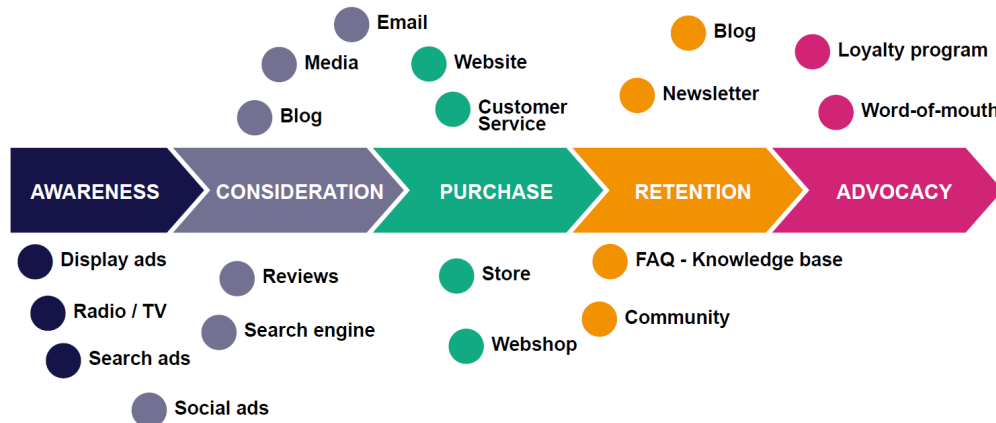 Email
Media
Blog
Website
Customer
Service
Blog
Newsletter
Loyalty program
Word-of-mouth
AWARENESS
CONSIDERATION
PURCHASE
RETENTION
ADVOCACY
Display ads
Radio / TV
Search ads
Social ads
Reviews
Search engine
Store
Webshop
FAQ - Knowledge base
Community